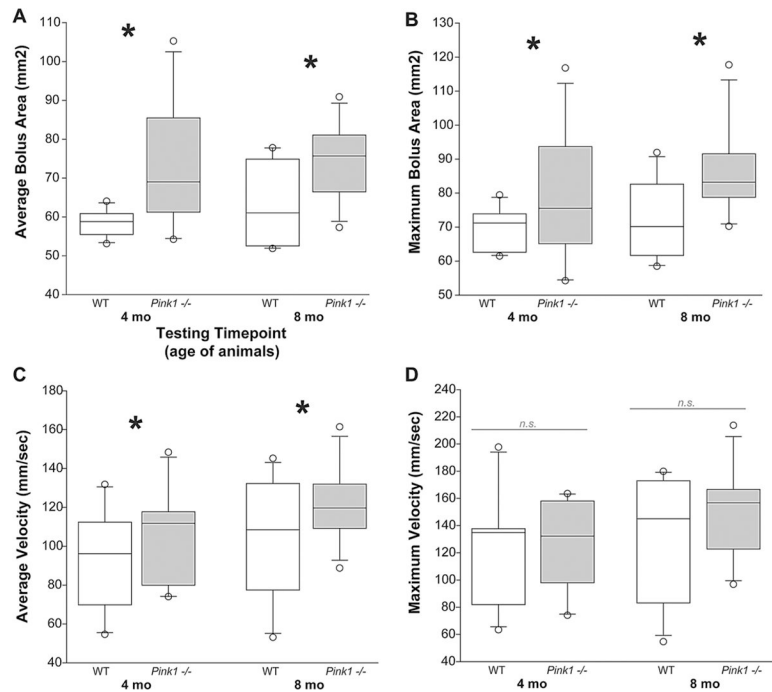 A
Average Bolus Area (mm2)
110
100
90
80
70
60
50
40
*
*
WT
Pink1 -/-
WT
Pink1 -/-
4 mo
8 mo
Testing Timepoint
(age of animals)
B
Maximum Bolus Area (mm2)
130
120
110
100
90
80
70
60
50
*
*
WT
Pink1 -/-
WT
Pink1 -/-
4 mo
8 mo
C
Average Velocity (mm/sec)
180
160
140
120
100
80
60
40
*
*
WT
Pink1 -/-
WT
Pink1 -/-
4 mo
8 mo
D
Maximum Velocity (mm/sec)
240
220
200
180
160
140
120
100
80
60
40
n.s.
n.s.
WT
Pink1 -/-
WT
Pink1 -/-
4 mo
8 mo